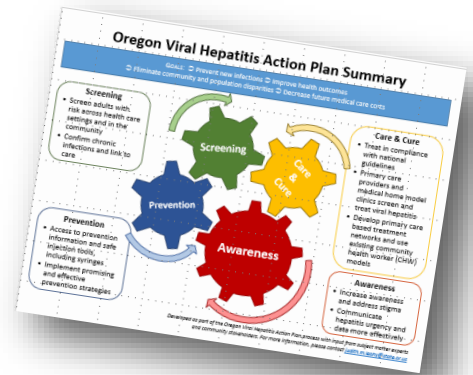 Oregon Viral Hepatitis Action Plan Summary
GOALS: ➲ Prevent new infections ➲ Improve health outcomes
➲ Eliminate community and population disparities ➲ Decrease future medical care costs
Screening
• Screen adults with
risk across health care
settings and in the
community
• Confirm chronic
infections and link to
care
Screening
Care
&
Cure
Prevention
Awareness
Care & Cure
• Treat in compliance
with national
guidelines
• Primary care
providers and
medical home model
clinics screen and
treat viral hepatitis
• Develop primary care
based treatment
networks and use
existing community
health worker (CHW)
models
Prevention
• Access to prevention
information and safe
injection tools,
including syringes
• Implement promising
and effective
prevention strategies
Awareness
• Increase awareness
and address stigma
• Communicate
hepatitis urgency and
data more effectively
Developed as part of the Oregon Viral Hepatitis Action Plan process with input from subject matter experts
and community stakeholders. For more information, please contact